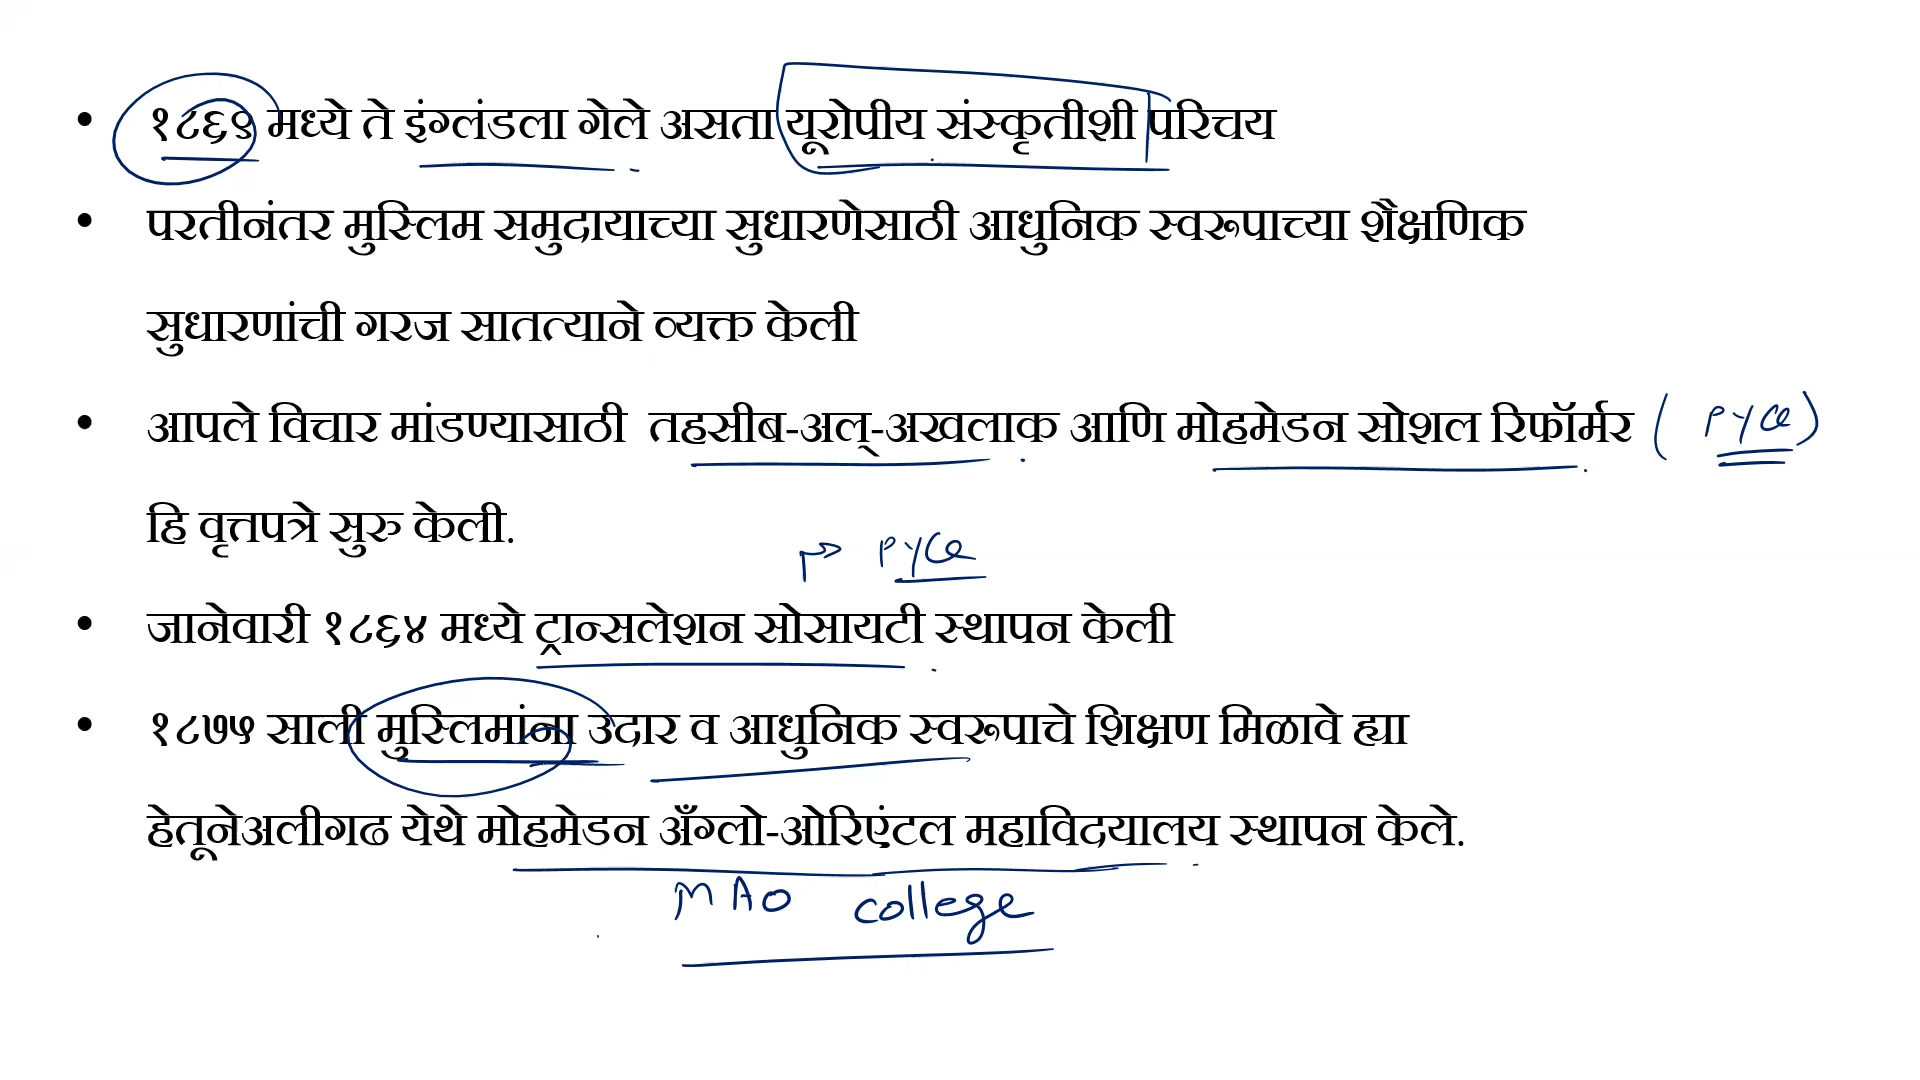 • १८६९ मध्ये ते इंग्लंडला गेले असता यूरोपीय संस्कृतीशी परिचय
• परतीनंतर मुस्लिम समुदायाच्या सुधारणेसाठी आधुनिक स्वरूपाच्या शैक्षणिक
सुधारणांची गरज सातत्याने व्यक्त केली
• आपले विचार मांडण्यासाठी तहसीब-अल्-अखलाक आणि मोहमेडन सोशल रिफॉर्मर ( PYQ )
हि वृत्तपत्रे सुरु केली.
PYQ
• जानेवारी १८६४ मध्ये ट्रान्सलेशन सोसायटी स्थापन केली
• १८७५ साली मुस्लिमांना उदार व आधुनिक स्वरूपाचे शिक्षण मिळावे ह्या
हेतूनेअलीगढ येथे मोहमेडन अँग्लो-ओरिएंटल महाविदयालय स्थापन केले.
MAO college